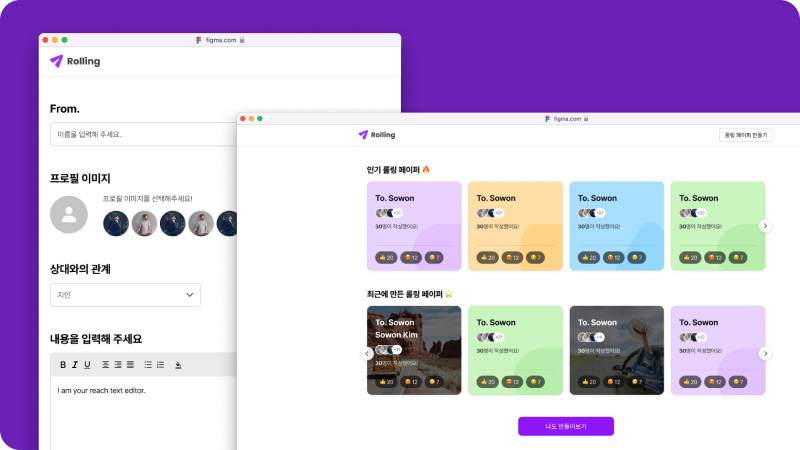 figma.com
Rolling
From.
이름을 입력해 주세요.
프로필 이미지
프로필 이미지를 선택해주세요!
상대와의 관계
지인
내용을 입력해 주세요
B I U
I am your reach text editor.
figma.com
Rolling
롤링 페이퍼 만들기
인기 롤링 페이퍼 🔥
To. Sowon
+27
30명이 작성했어요!
👍 20 😍 12 😢 7
To. Sowon
+27
30명이 작성했어요!
👍 20 😍 12 😢 7
To. Sowon
+27
30명이 작성했어요!
👍 20 😍 12 😢 7
To. Sowon
+27
30명이 작성했어요!
👍 20 😍 12 😢 7
최근에 만든 롤링 페이퍼 ⭐
To. Sowon
Sowon Kim
30명이 작성했어요!
👍 20 😍 12 😢 7
To. Sowon
+27
30명이 작성했어요!
👍 20 😍 12 😢 7
To. Sowon
30명이 작성했어요!
👍 20 😍 12 😢 7
To. Sowon
+27
30명이 작성했어요!
👍 20 😍 12 😢 7
나도 만들어보기